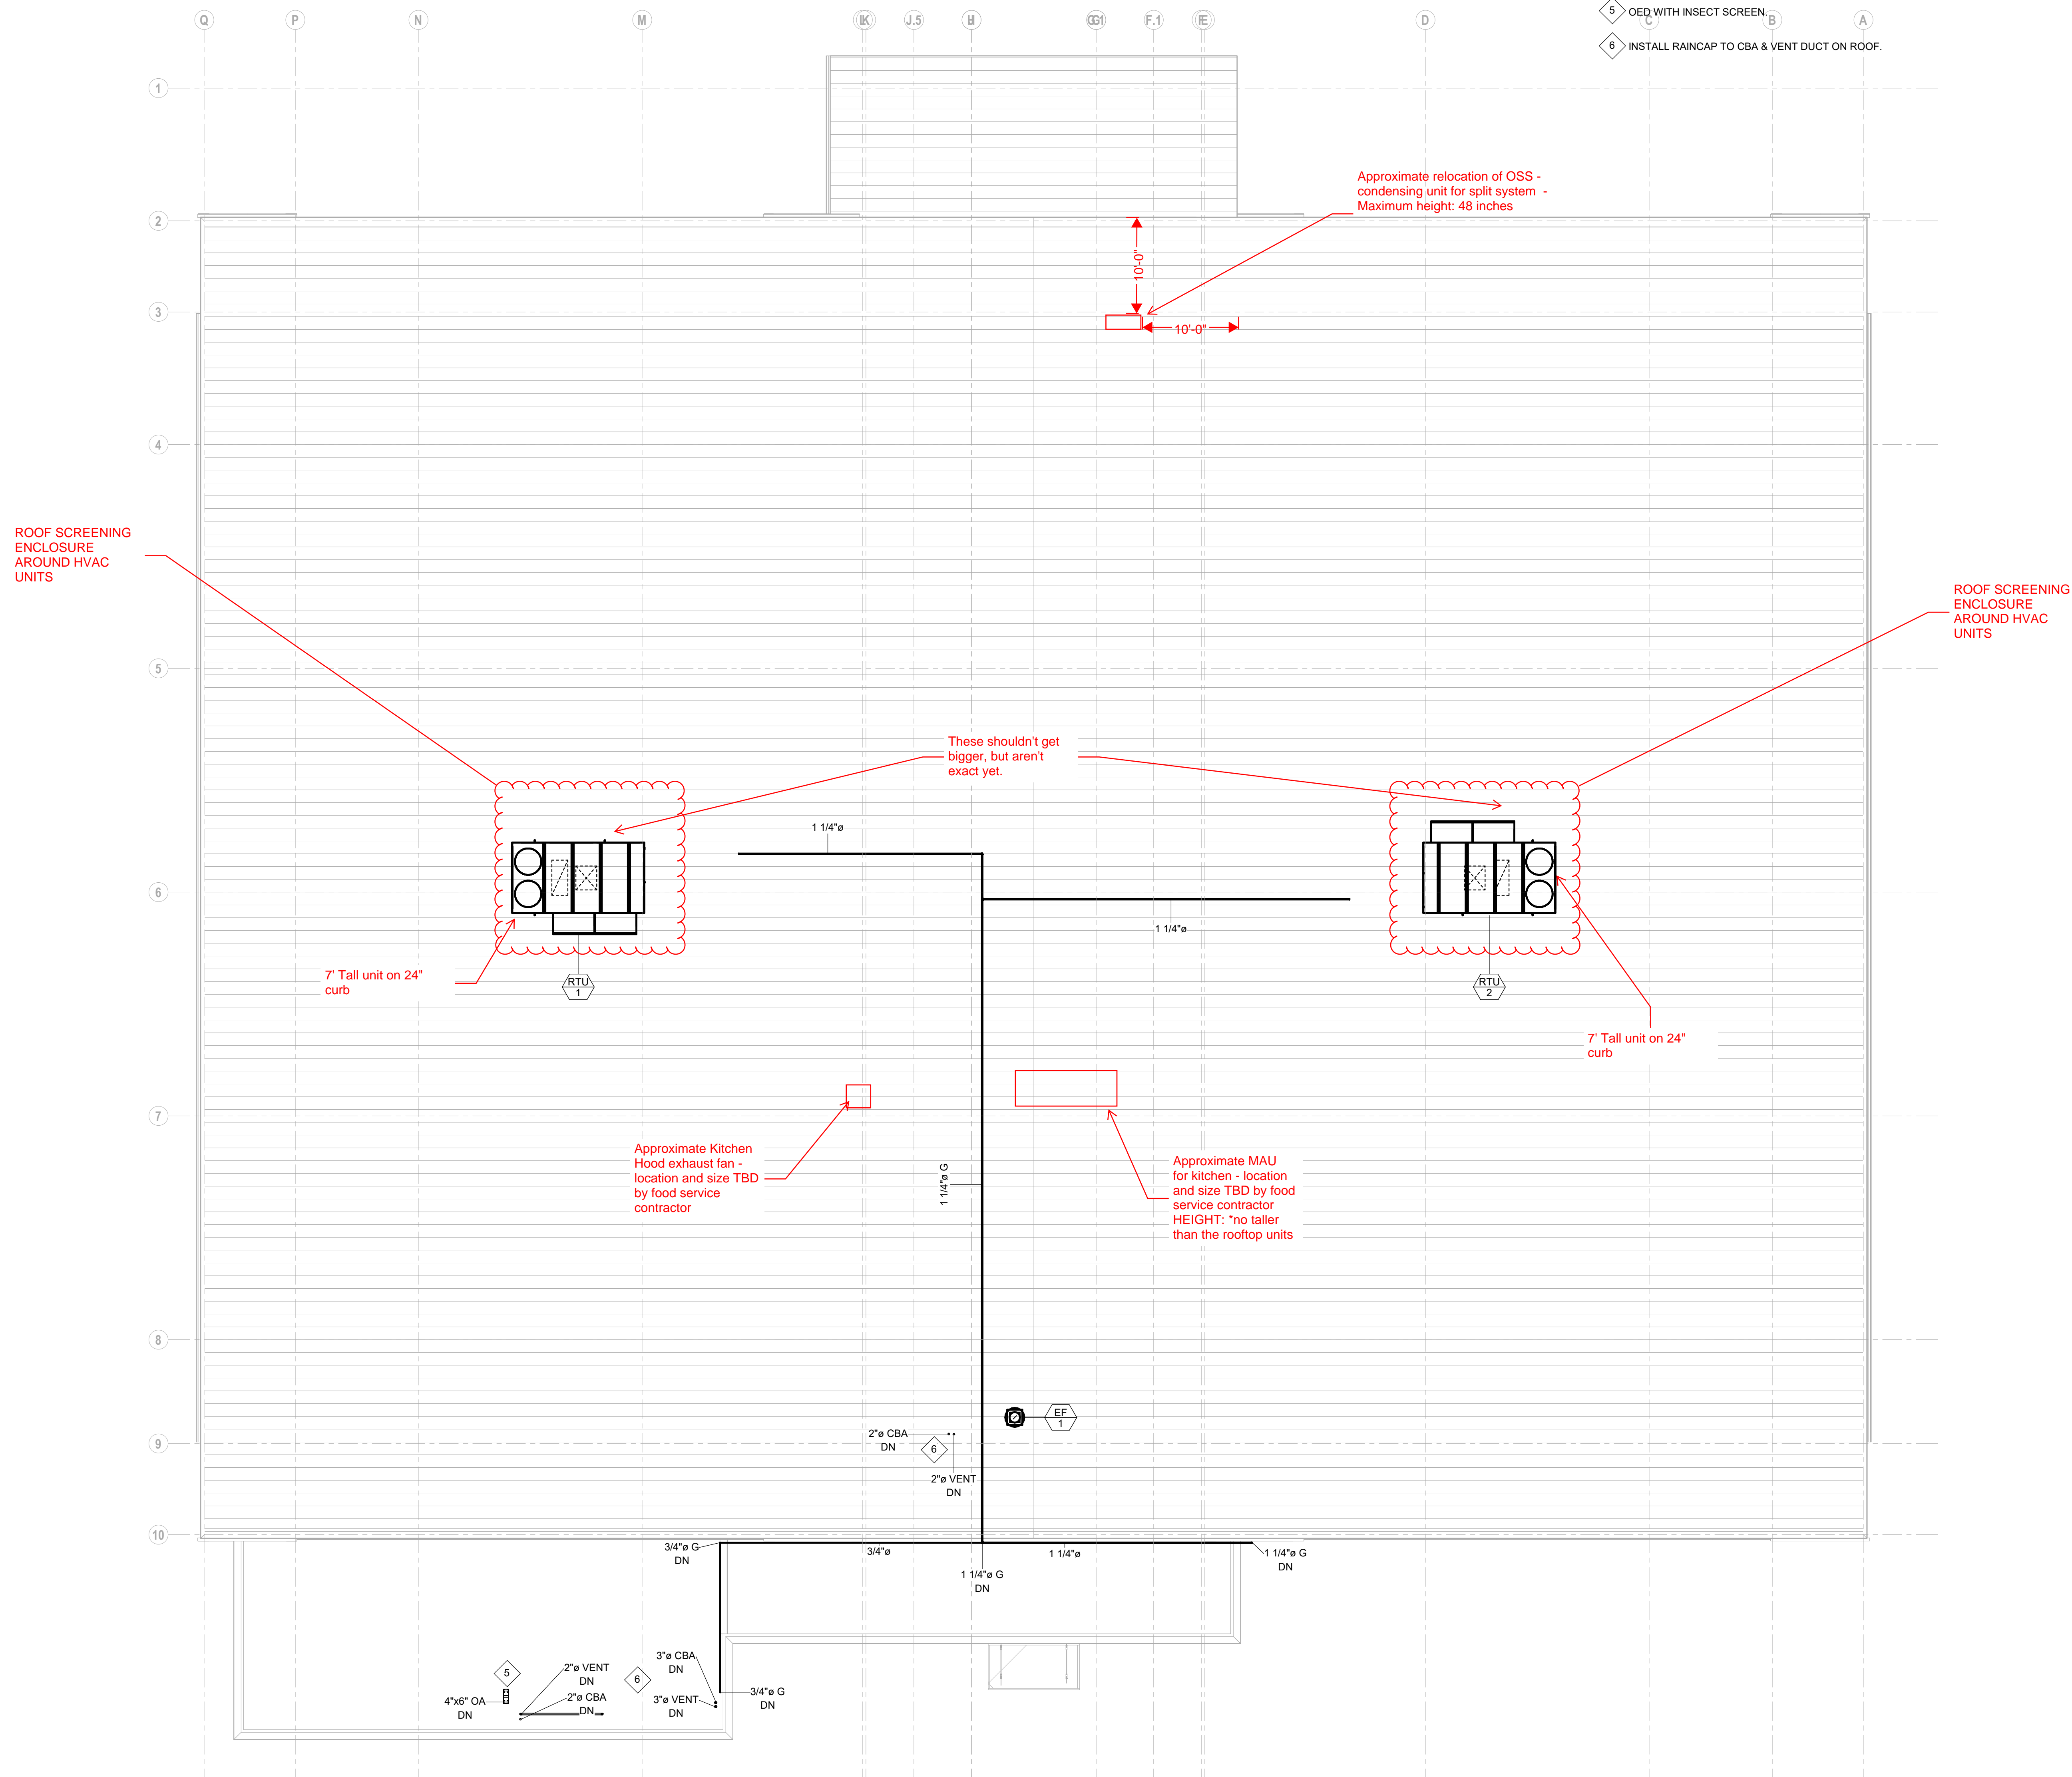 Q
P
N
M
K
J.5
H
G.1
F.1
E
D
C
B
A
5 OED WITH INSECT SCREEN.
6 INSTALL RAINCAP TO CBA & VENT DUCT ON ROOF.
1
2
3
4
5
6
7
8
9
10
Approximate relocation of OSS -
condensing unit for split system -
Maximum height: 48 inches
10'-0"
10'-0"
ROOF SCREENING
ENCLOSURE
AROUND HVAC
UNITS
ROOF SCREENING
ENCLOSURE
AROUND HVAC
UNITS
These shouldn't get
bigger, but aren't
exact yet.
1 1/4"ø
1 1/4"ø
7' Tall unit on 24"
curb
RTU
1
RTU
2
7' Tall unit on 24"
curb
Approximate Kitchen
Hood exhaust fan -
location and size TBD
by food service
contractor
1 1/4"ø G
Approximate MAU
for kitchen - location
and size TBD by food
service contractor
HEIGHT: *no taller
than the rooftop units
EF
1
2"ø CBA
DN
6
2"ø VENT
DN
3/4"ø G
DN
3/4"ø
1 1/4"ø
1 1/4"ø G
DN
1 1/4"ø G
DN
5
2"ø VENT
DN
6
3"ø CBA
DN
4"x6" OA
DN
2"ø CBA
DN
3"ø VENT
DN
3/4"ø G
DN